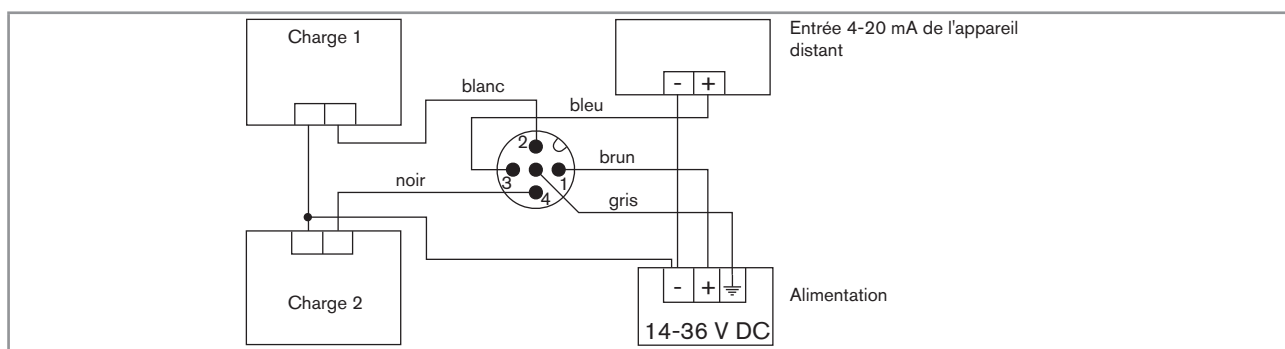 Charge 1
Entrée 4-20 mA de l'appareil
distant
- +
blanc
bleu
2
brun
3
1
noir
4
gris
Charge 2
- +
Alimentation
14-36 V DC